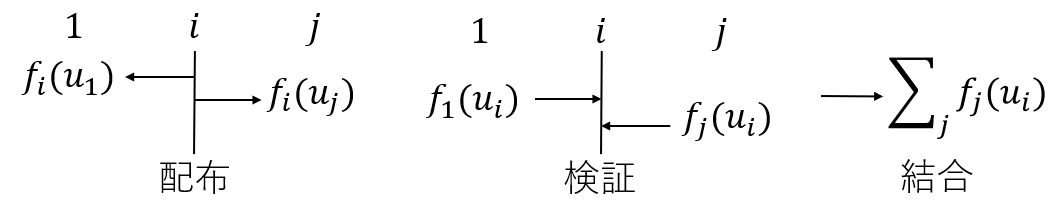 1 i j
f_i(u_1) f_i(u_j)
配布
1 i j
f_1(u_i) f_j(u_i)
検証
∑_j f_j(u_i)
結合